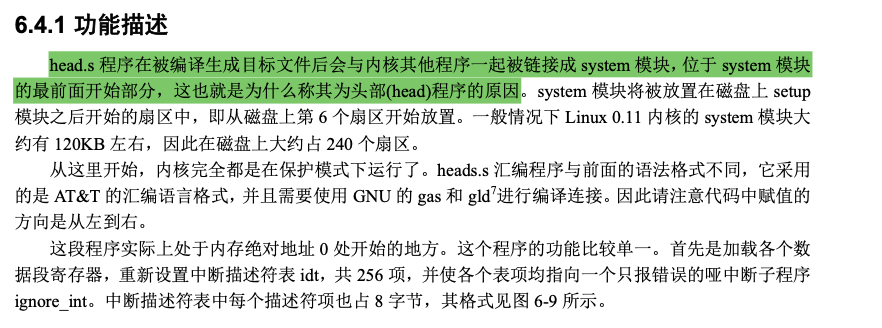 6.4.1 功能描述
head.s 程序在被编译生成目标文件后会与内核其他程序一起被链接成 system 模块，位于 system 模块
的最前面开始部分，这也就是为什么称其为头部(head)程序的原因。system 模块将被放置在磁盘上 setup
模块之后开始的扇区中，即从磁盘上第 6 个扇区开始放置。一般情况下 Linux 0.11 内核的 system 模块大
约有 120KB 左右，因此在磁盘上大约占 240 个扇区。
从这里开始，内核完全都是在保护模式下运行了。heads.s 汇编程序与前面的语法格式不同，它采用
的是 AT&T 的汇编语言格式，并且需要使用 GNU 的 gas 和 gld7进行编译连接。因此请注意代码中赋值的
方向是从左到右。
这段程序实际上处于内存绝对地址 0 处开始的地方。这个程序的功能比较单一。首先是加载各个数
据段寄存器，重新设置中断描述符表 idt，共 256 项，并使各个表项均指向一个只报错误的哑中断子程序
ignore_int。中断描述符表中每个描述符项也占 8 字节，其格式见图 6-9 所示。